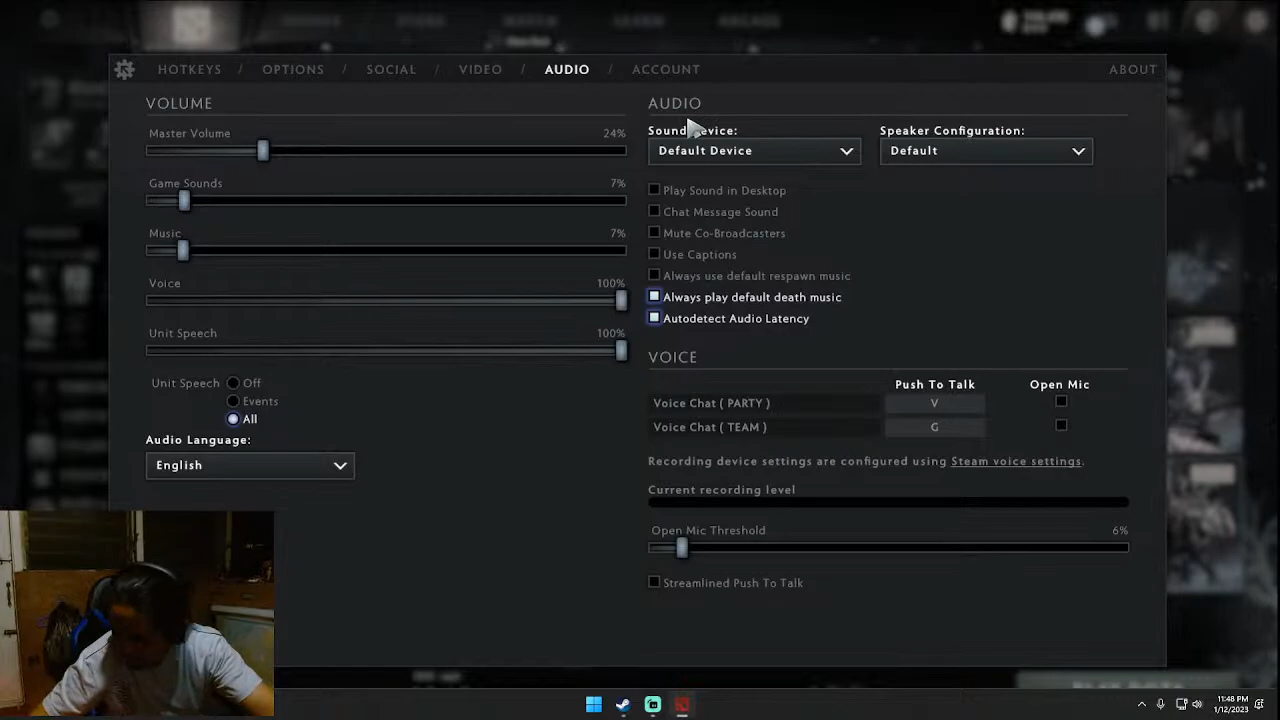 HOTKEYS / OPTIONS / SOCIAL / VIDEO / AUDIO / ACCOUNT ABOUT
VOLUME
Master Volume 24%
Game Sounds 7%
Music 7%
Voice 100%
Unit Speech 100%
Unit Speech Off
Events
All
Audio Language:
English
AUDIO
Sound Device: Speaker Configuration:
Default Device Default
Play Sound in Desktop
Chat Message Sound
Mute Co-Broadcasters
Use Captions
Always use default respawn music
Always play default death music
Autodetect Audio Latency
VOICE
Push To Talk Open Mic
Voice Chat ( PARTY ) V
Voice Chat ( TEAM ) G
Recording device settings are configured using Steam voice settings.
Current recording level
Open Mic Threshold 6%
Streamlined Push To Talk
11:48 PM
1/12/2023